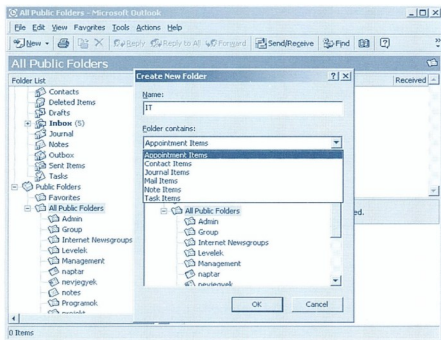 All Public Folders - Microsoft Outlook
File Edit View Favorites Tools Actions Help
New Reply Reply to All Forward Send/Receive Find
All Public Folders
Folder List
Received
Contacts
Deleted Items
Drafts
Inbox (5)
Journal
Notes
Outbox
Sent Items
Tasks
Public Folders
Favorites
All Public Folders
Admin
Group
Internet Newsgroups
Levelek
Management
naptar
nevjegyek
notes
Programok
projekt
Create New Folder
Name:
IT
Folder contains:
Appointment Items
Appointment Items
Contact Items
Journal Items
Mail Items
Note Items
Task Items
All Public Folders
Admin
Group
Internet Newsgroups
Levelek
Management
naptar
nevjegyek
OK Cancel
ed.
0 Items